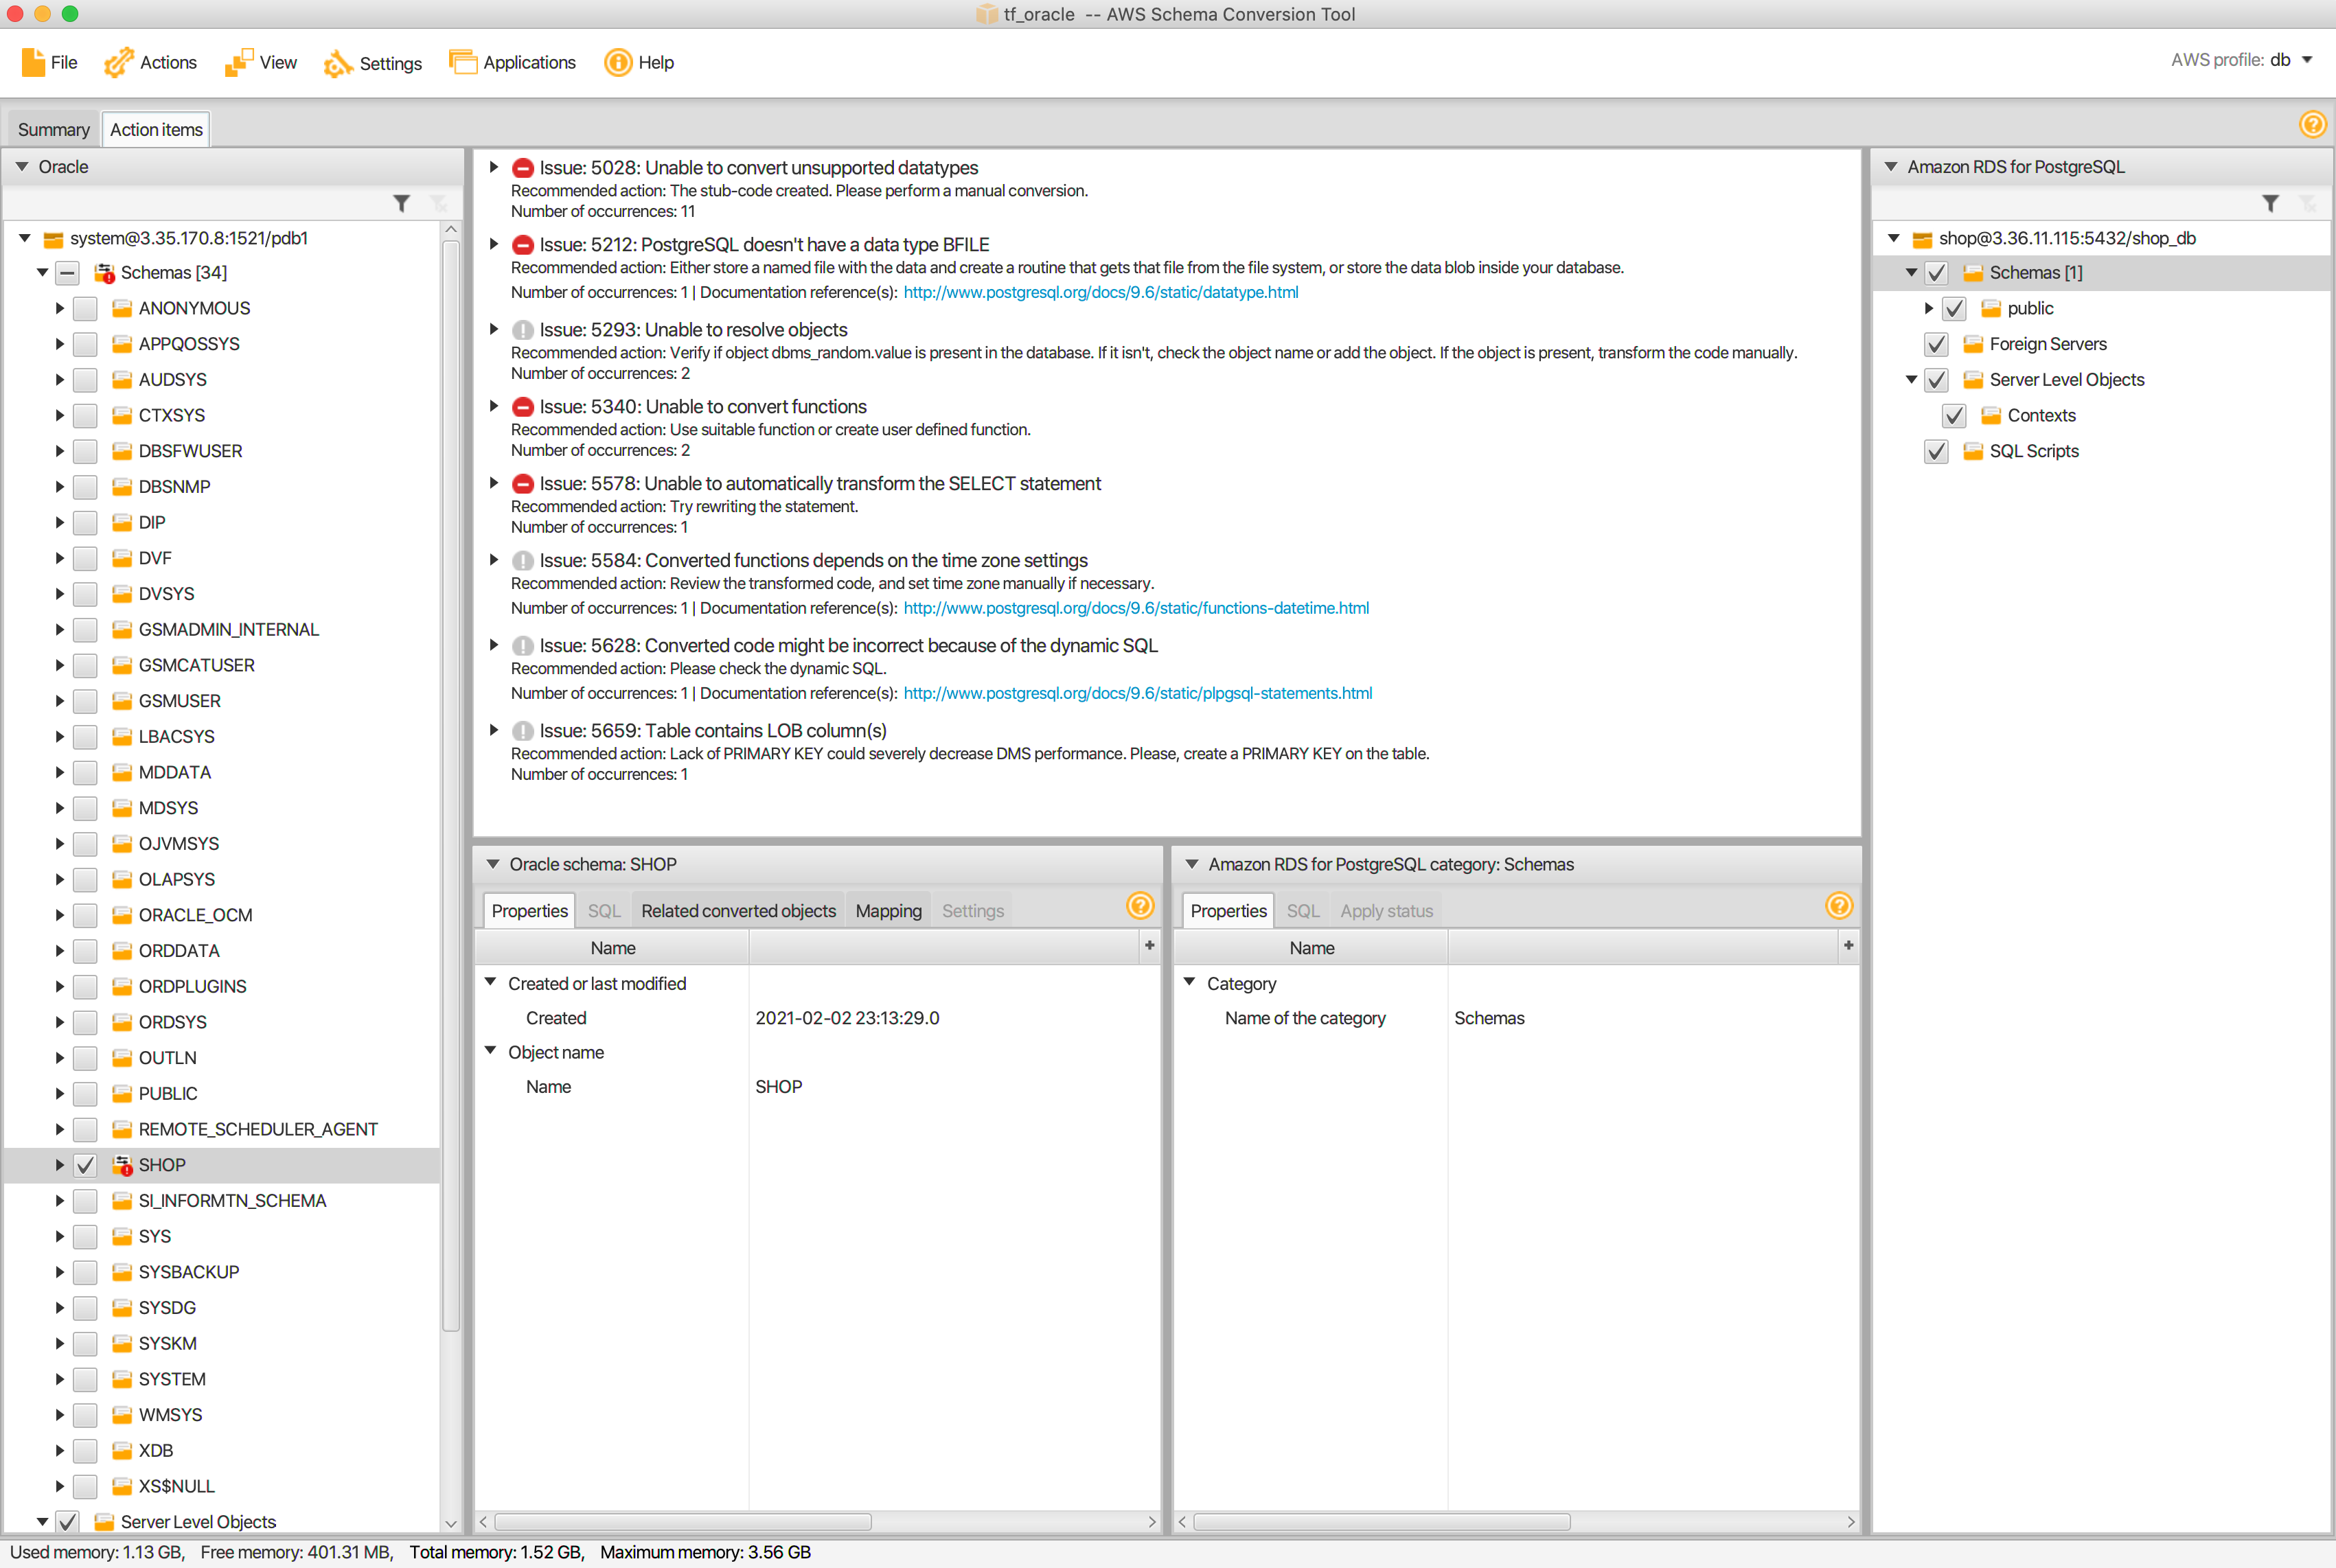 tf_oracle -- AWS Schema Conversion Tool
File Actions View Settings Applications Help AWS profile: db
Summary Action items
Oracle
system@3.35.170.8:1521/pdb1
Schemas [34]
ANONYMOUS
APPQOSSYS
AUDSYS
CTXSYS
DBSFWUSER
DBSNMP
DIP
DVF
DVSYS
GSMADMIN_INTERNAL
GSMCATUSER
GSMUSER
LBACSYS
MDDATA
MDSYS
OJVMSYS
OLAPSYS
ORACLE_OCM
ORDDATA
ORDPLUGINS
ORDSYS
OUTLN
PUBLIC
REMOTE_SCHEDULER_AGENT
SHOP
SI_INFORMTN_SCHEMA
SYS
SYSBACKUP
SYSDG
SYSKM
SYSTEM
WMSYS
XDB
XS$NULL
Server Level Objects
Issue: 5028: Unable to convert unsupported datatypes
Recommended action: The stub-code created. Please perform a manual conversion.
Number of occurrences: 11
Issue: 5212: PostgreSQL doesn't have a data type BFILE
Recommended action: Either store a named file with the data and create a routine that gets that file from the file system, or store the data blob inside your database.
Number of occurrences: 1 | Documentation reference(s): http://www.postgresql.org/docs/9.6/static/datatype.html
Issue: 5293: Unable to resolve objects
Recommended action: Verify if object dbms_random.value is present in the database. If it isn't, check the object name or add the object. If the object is present, transform the code manually.
Number of occurrences: 2
Issue: 5340: Unable to convert functions
Recommended action: Use suitable function or create user defined function.
Number of occurrences: 2
Issue: 5578: Unable to automatically transform the SELECT statement
Recommended action: Try rewriting the statement.
Number of occurrences: 1
Issue: 5584: Converted functions depends on the time zone settings
Recommended action: Review the transformed code, and set time zone manually if necessary.
Number of occurrences: 1 | Documentation reference(s): http://www.postgresql.org/docs/9.6/static/functions-datetime.html
Issue: 5628: Converted code might be incorrect because of the dynamic SQL
Recommended action: Please check the dynamic SQL.
Number of occurrences: 1 | Documentation reference(s): http://www.postgresql.org/docs/9.6/static/plpgsql-statements.html
Issue: 5659: Table contains LOB column(s)
Recommended action: Lack of PRIMARY KEY could severely decrease DMS performance. Please, create a PRIMARY KEY on the table.
Number of occurrences: 1
Oracle schema: SHOP
Properties SQL Related converted objects Mapping Settings
Name
Created or last modified
Created 2021-02-02 23:13:29.0
Object name
Name SHOP
Amazon RDS for PostgreSQL category: Schemas
Properties SQL Apply status
Name
Category
Name of the category Schemas
Amazon RDS for PostgreSQL
shop@3.36.11.115:5432/shop_db
Schemas [1]
public
Foreign Servers
Server Level Objects
Contexts
SQL Scripts
Used memory: 1.13 GB, Free memory: 401.31 MB, Total memory: 1.52 GB, Maximum memory: 3.56 GB